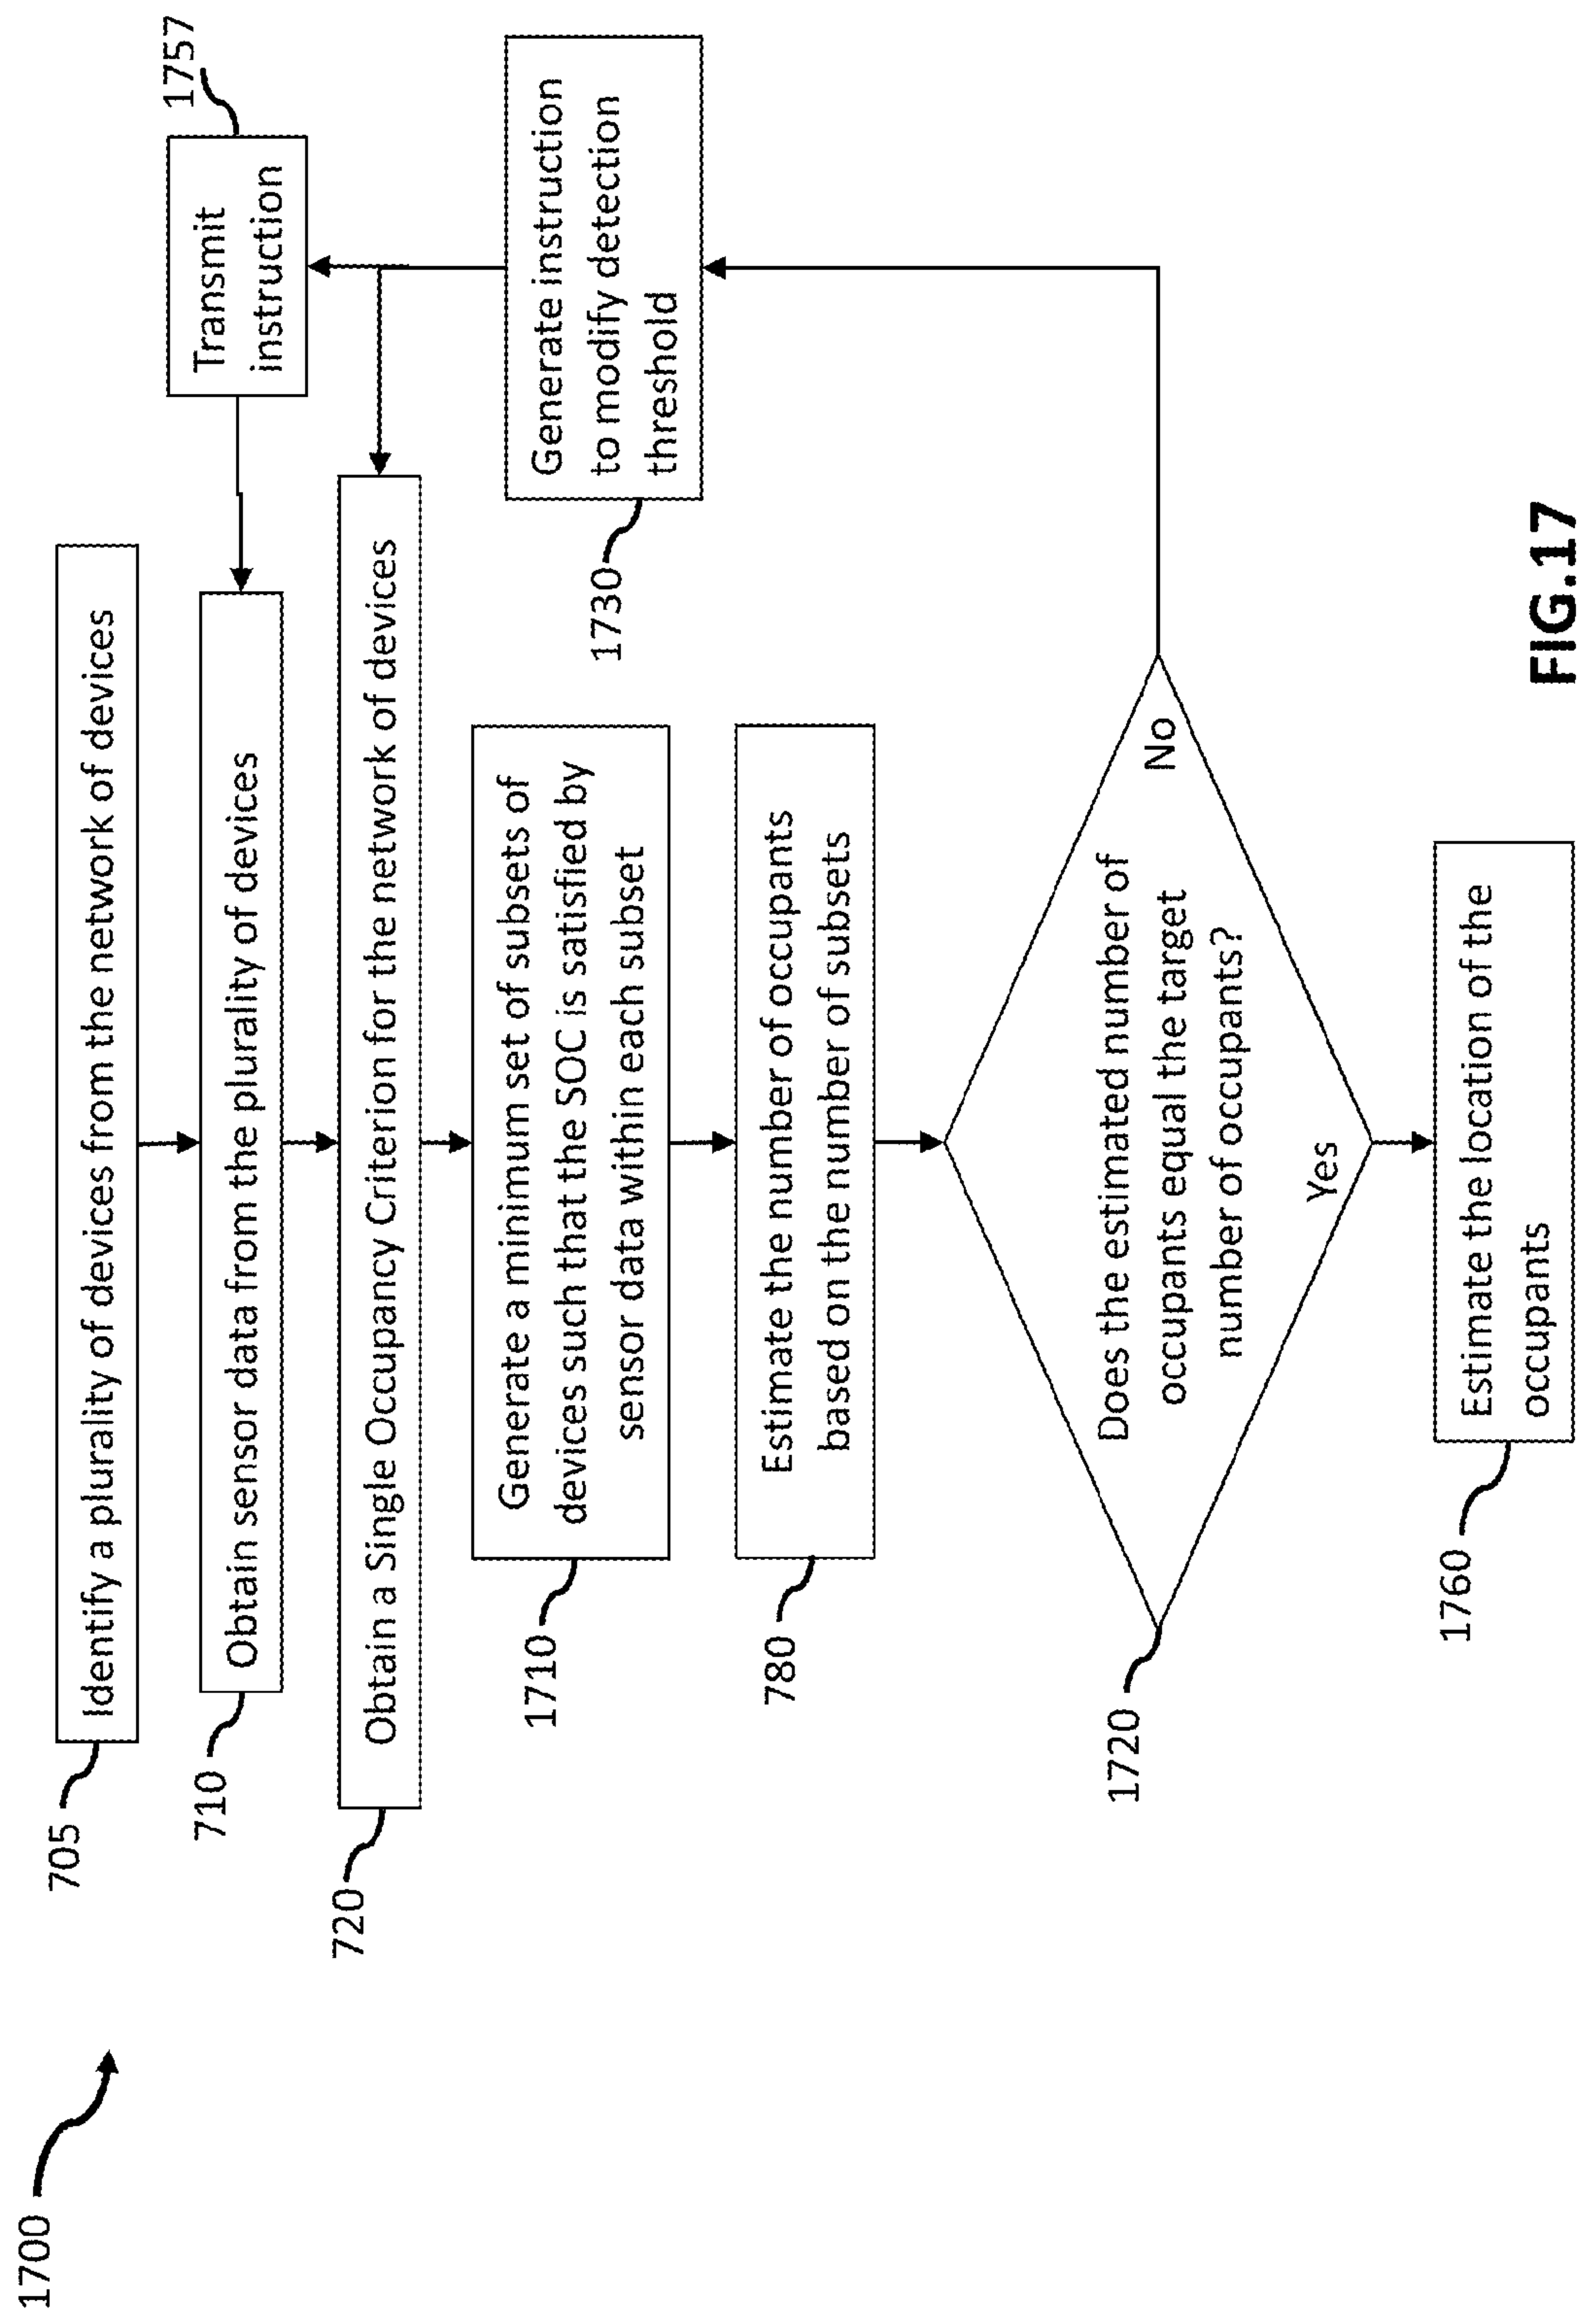 1700
705
Identify a plurality of devices from the network of devices
710
Obtain sensor data from the plurality of devices
Transmit
instruction
1757
720
Obtain a Single Occupancy Criterion for the network of devices
1710
Generate a minimum set of subsets of
devices such that the SOC is satisfied by
sensor data within each subset
1730
Generate instruction
to modify detection
threshold
780
Estimate the number of occupants
based on the number of subsets
1720
Does the estimated number of
occupants equal the target
number of occupants?
No
Yes
1760
Estimate the location of the
occupants
FIG.17